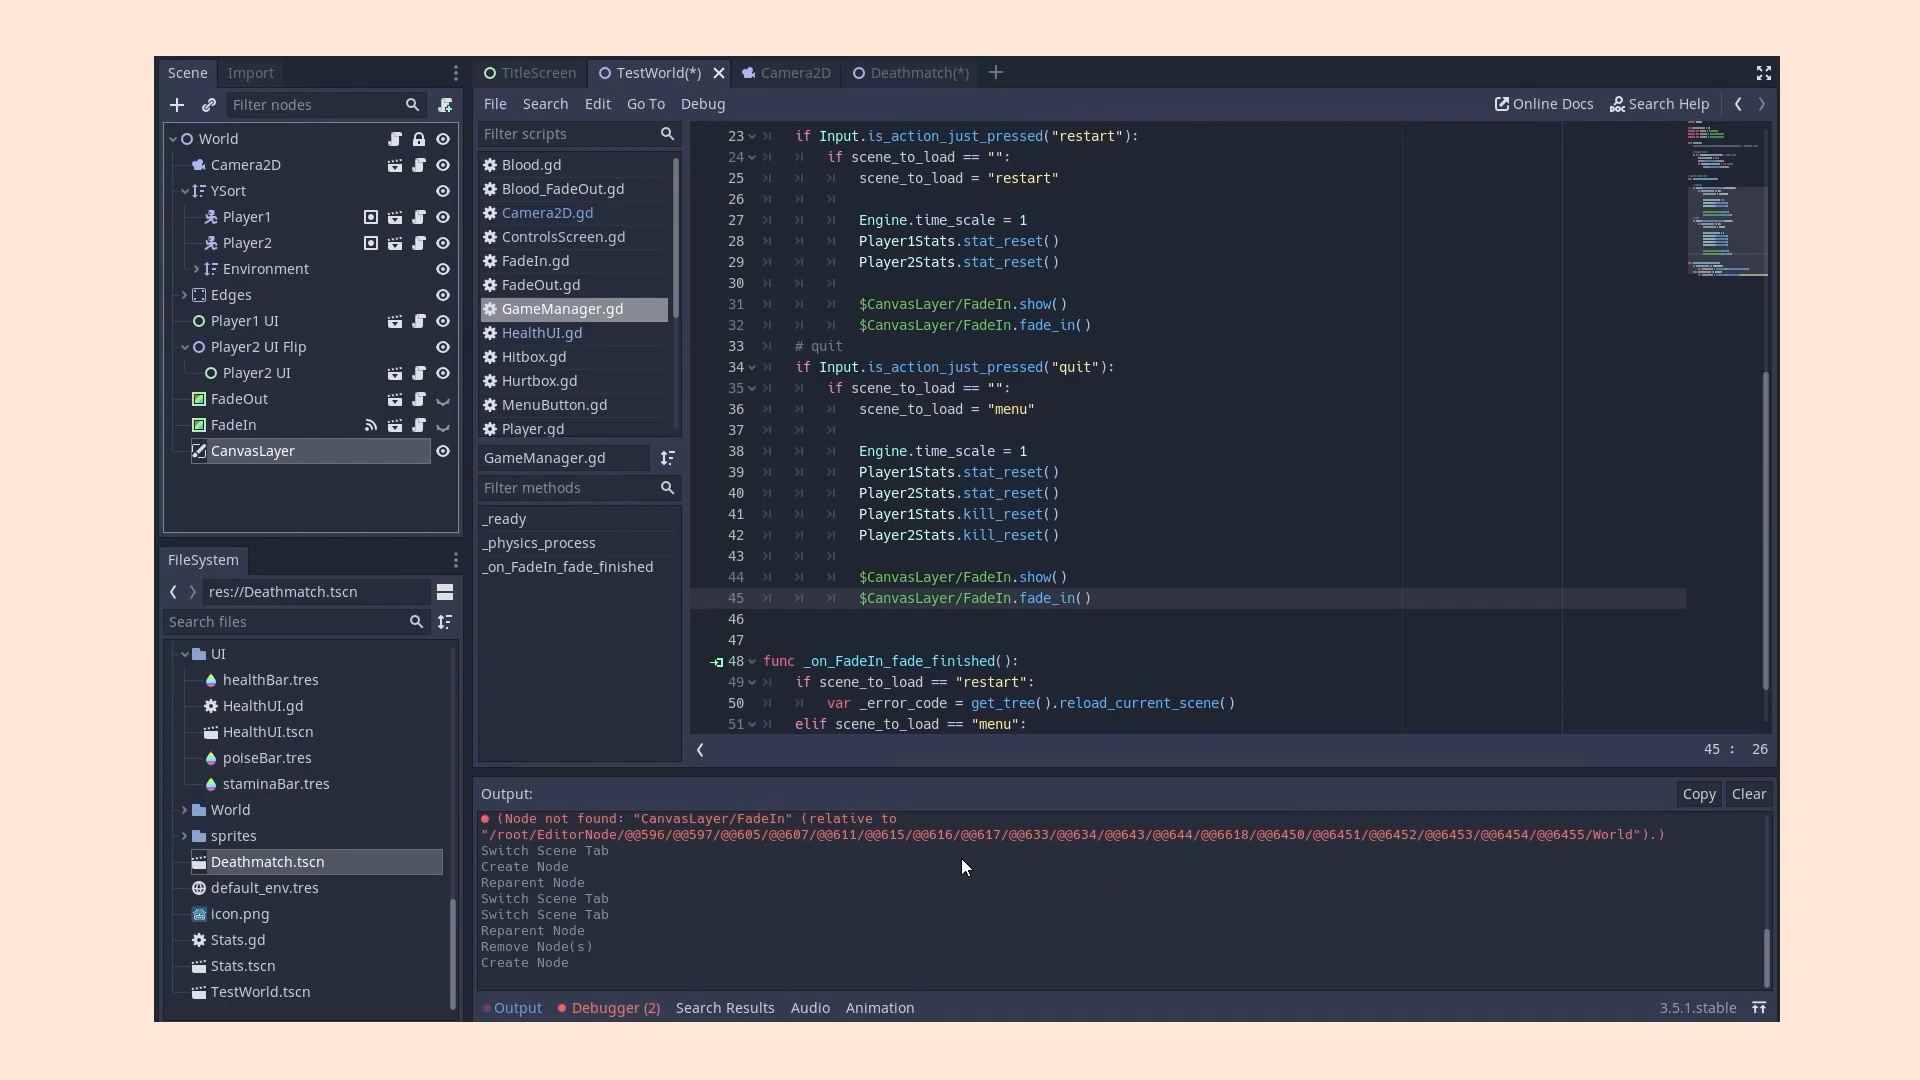 Scene
Import
Filter nodes
World
Camera2D
YSort
Player1
Player2
Environment
Edges
Player1 UI
Player2 UI Flip
Player2 UI
FadeOut
FadeIn
CanvasLayer
FileSystem
res://Deathmatch.tscn
Search files
UI
healthBar.tres
HealthUI.gd
HealthUI.tscn
poiseBar.tres
staminaBar.tres
World
sprites
Deathmatch.tscn
default_env.tres
icon.png
Stats.gd
Stats.tscn
TestWorld.tscn
TitleScreen
TestWorld(*)
Camera2D
Deathmatch(*)
File Search Edit Go To Debug
Online Docs
Search Help
Filter scripts
Blood.gd
Blood_FadeOut.gd
Camera2D.gd
ControlsScreen.gd
FadeIn.gd
FadeOut.gd
GameManager.gd
HealthUI.gd
Hitbox.gd
Hurtbox.gd
MenuButton.gd
Player.gd
GameManager.gd
Filter methods
_ready
_physics_process
_on_FadeIn_fade_finished
23 if Input.is_action_just_pressed("restart"):
24 if scene_to_load == "":
25 scene_to_load = "restart"
26
27 Engine.time_scale = 1
28 Player1Stats.stat_reset()
29 Player2Stats.stat_reset()
30
31 $CanvasLayer/FadeIn.show()
32 $CanvasLayer/FadeIn.fade_in()
33 # quit
34 if Input.is_action_just_pressed("quit"):
35 if scene_to_load == "":
36 scene_to_load = "menu"
37
38 Engine.time_scale = 1
39 Player1Stats.stat_reset()
40 Player2Stats.stat_reset()
41 Player1Stats.kill_reset()
42 Player2Stats.kill_reset()
43
44 $CanvasLayer/FadeIn.show()
45 $CanvasLayer/FadeIn.fade_in()
46
47
48 func _on_FadeIn_fade_finished():
49 if scene_to_load == "restart":
50 var _error_code = get_tree().reload_current_scene()
51 elif scene_to_load == "menu":
45 : 26
Output:
Copy
Clear
(Node not found: "CanvasLayer/FadeIn" (relative to
"/root/EditorNode/@@596/@@597/@@605/@@607/@@611/@@615/@@616/@@617/@@633/@@634/@@643/@@644/@@6618/@@6450/@@6451/@@6452/@@6453/@@6454/@@6455/World").)
Switch Scene Tab
Create Node
Reparent Node
Switch Scene Tab
Switch Scene Tab
Reparent Node
Remove Node(s)
Create Node
Output
Debugger (2)
Search Results
Audio
Animation
3.5.1.stable